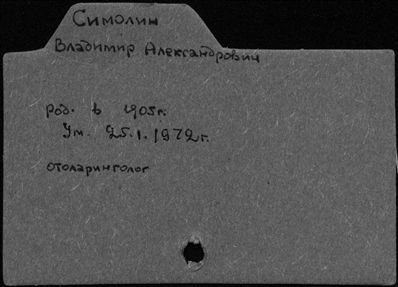 Симолин
Владимир Александрович
род. в 1905г.
Ум. 25.1.1972г.
отоларинголог